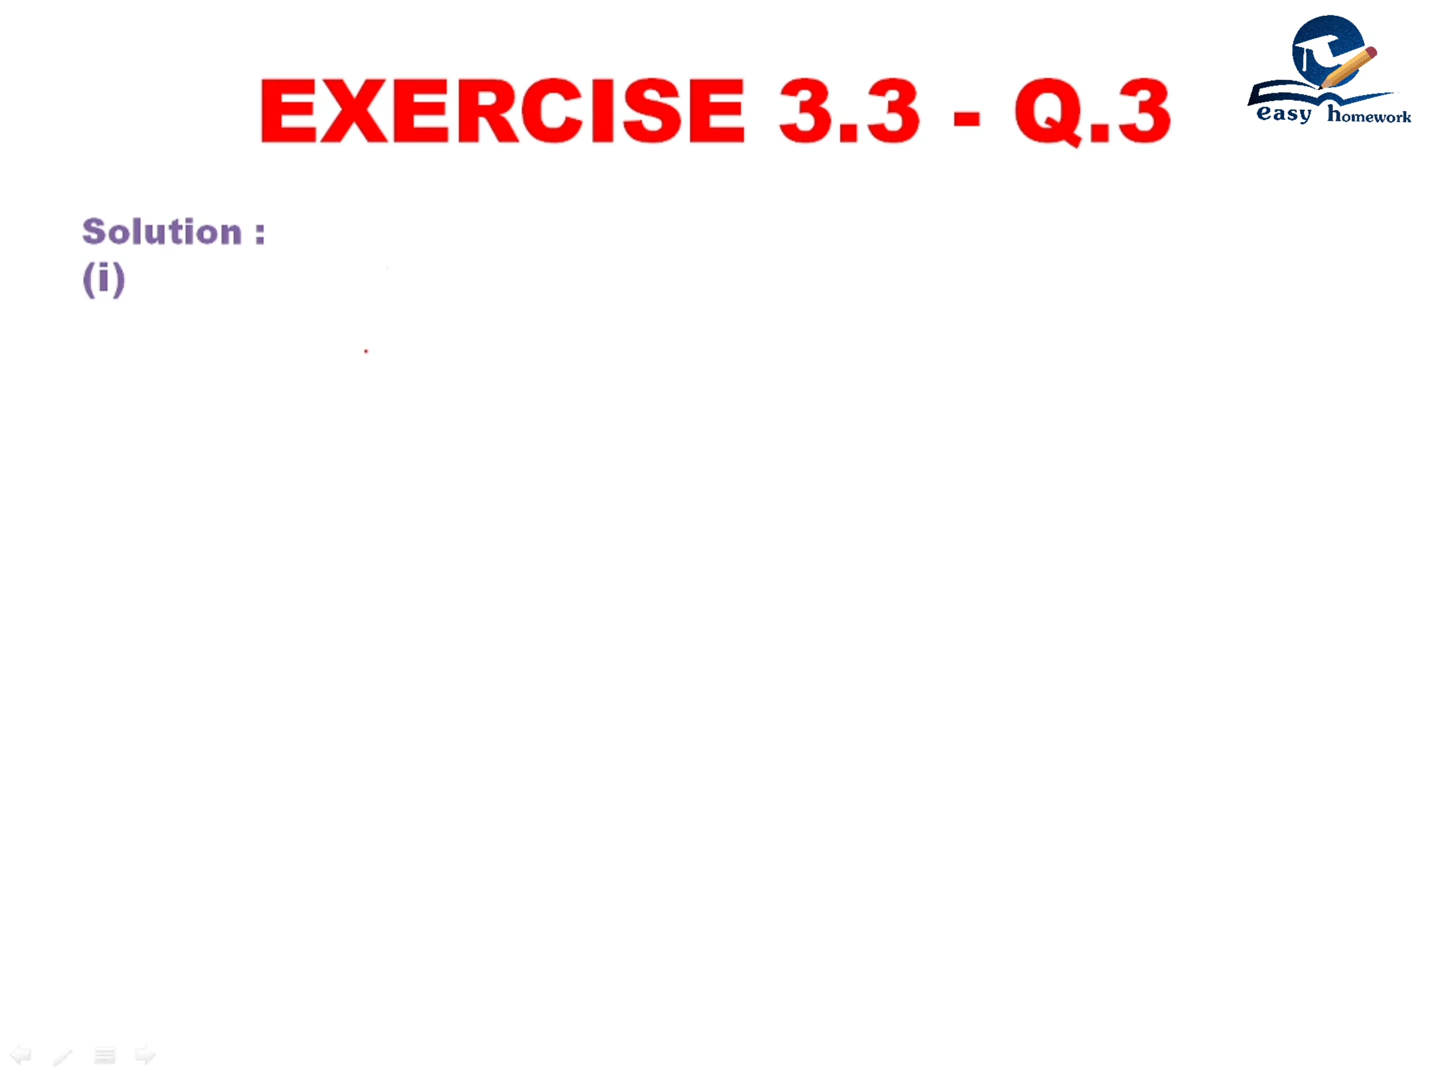 EXERCISE 3.3 - Q.3
easy homework
Solution :
(i)